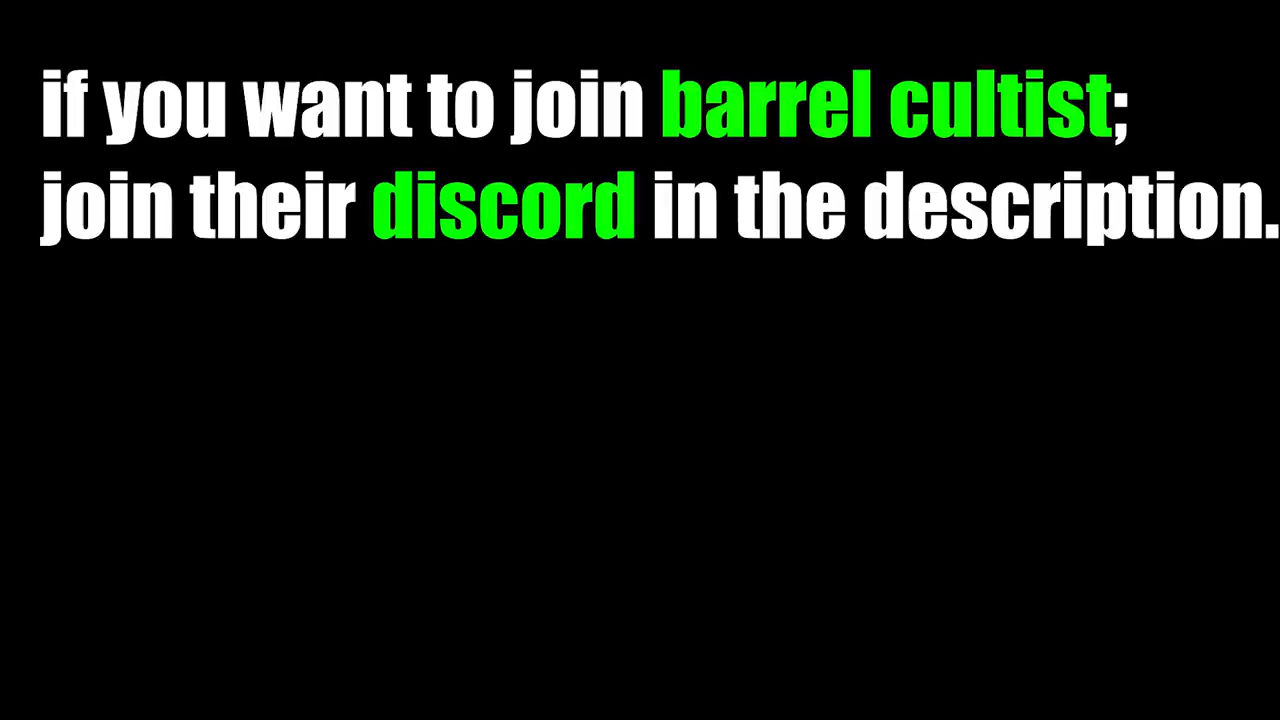 if you want to join barrel cultist;
join their discord in the description.